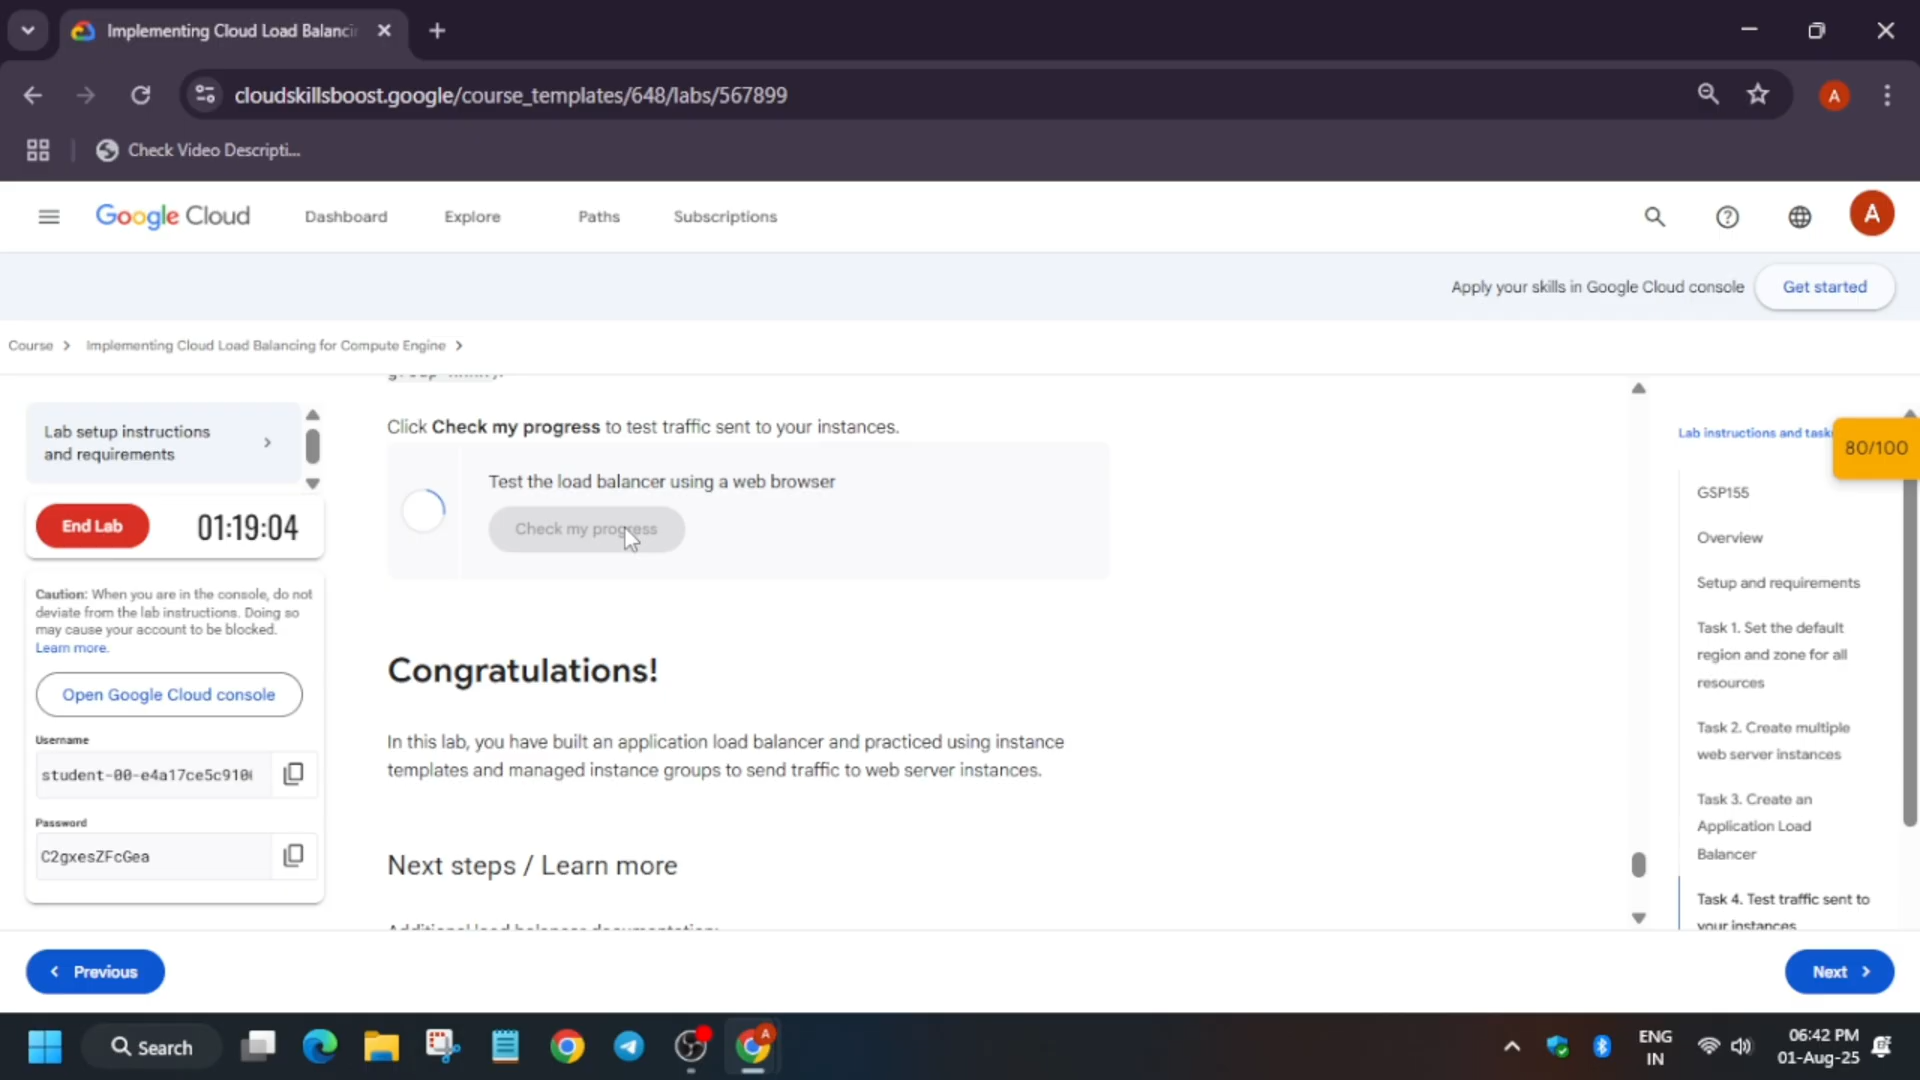 Implementing Cloud Load Balancin
cloudskillsboost.google/course_templates/648/labs/567899
A
Check Video Descripti...
Google Cloud
Dashboard
Explore
Paths
Subscriptions
A
Apply your skills in Google Cloud console
Get started
Course
Implementing Cloud Load Balancing for Compute Engine
Lab setup instructions
and requirements
End Lab
01:19:04
Caution: When you are in the console, do not
deviate from the lab instructions. Doing so
may cause your account to be blocked.
Learn more.
Open Google Cloud console
Username
student-00-e4a17ce5c910
Password
C2gxesZFcGea
Click Check my progress to test traffic sent to your instances.
Test the load balancer using a web browser
Check my progress
Congratulations!
In this lab, you have built an application load balancer and practiced using instance
templates and managed instance groups to send traffic to web server instances.
Next steps / Learn more
Additional load balancer documentation:
Lab instructions and task
80/100
GSP155
Overview
Setup and requirements
Task 1. Set the default
region and zone for all
resources
Task 2. Create multiple
web server instances
Task 3. Create an
Application Load
Balancer
Task 4. Test traffic sent to
your instances
Previous
Next
Search
A
ENG
IN
06:42 PM
01-Aug-25